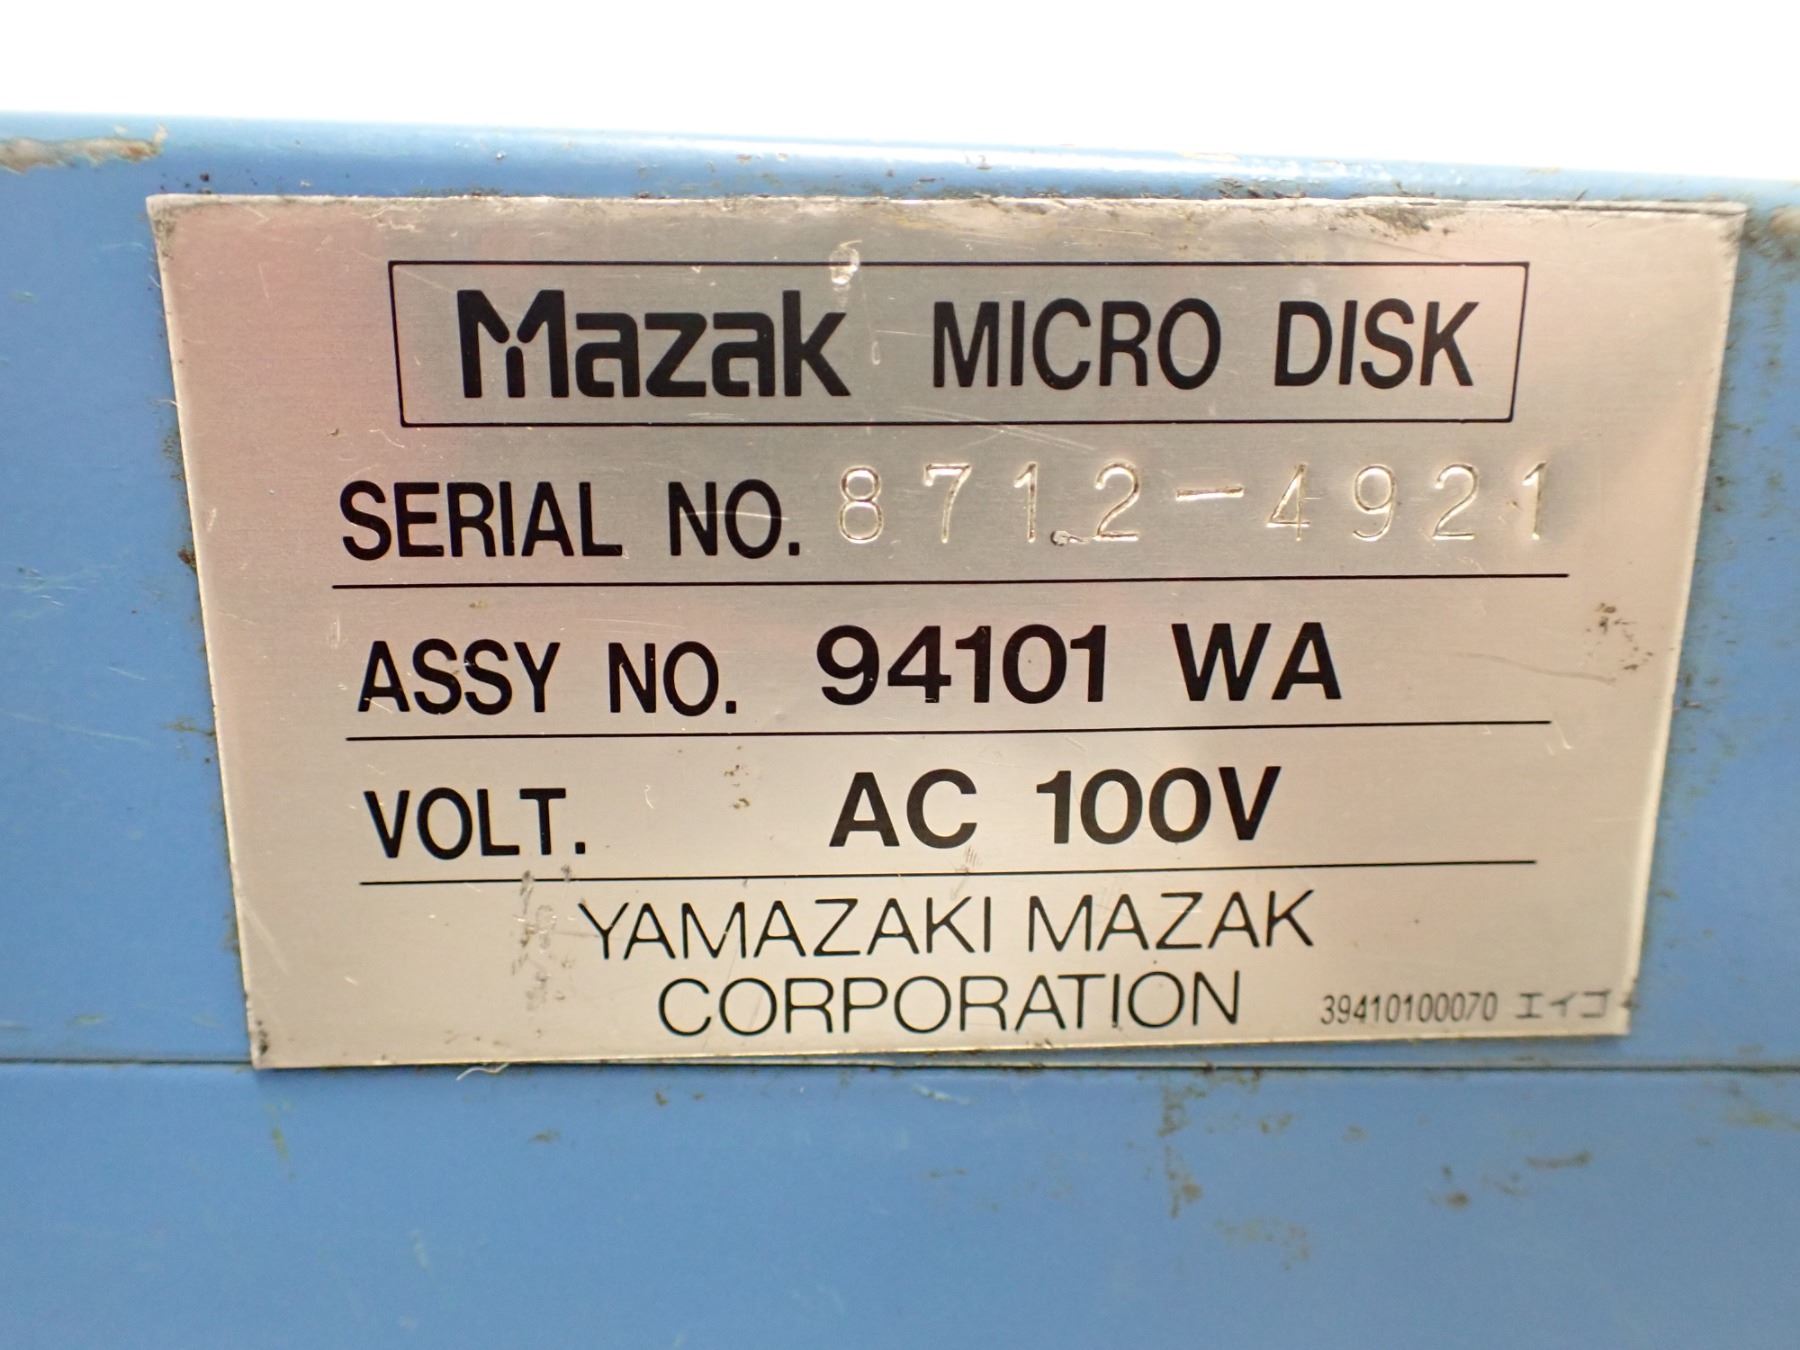 Mazak MICRO DISK
SERIAL NO. 8712-4921
ASSY NO. 94101 WA
VOLT. AC 100V
YAMAZAKI MAZAK
CORPORATION
39410100070 エイゴ